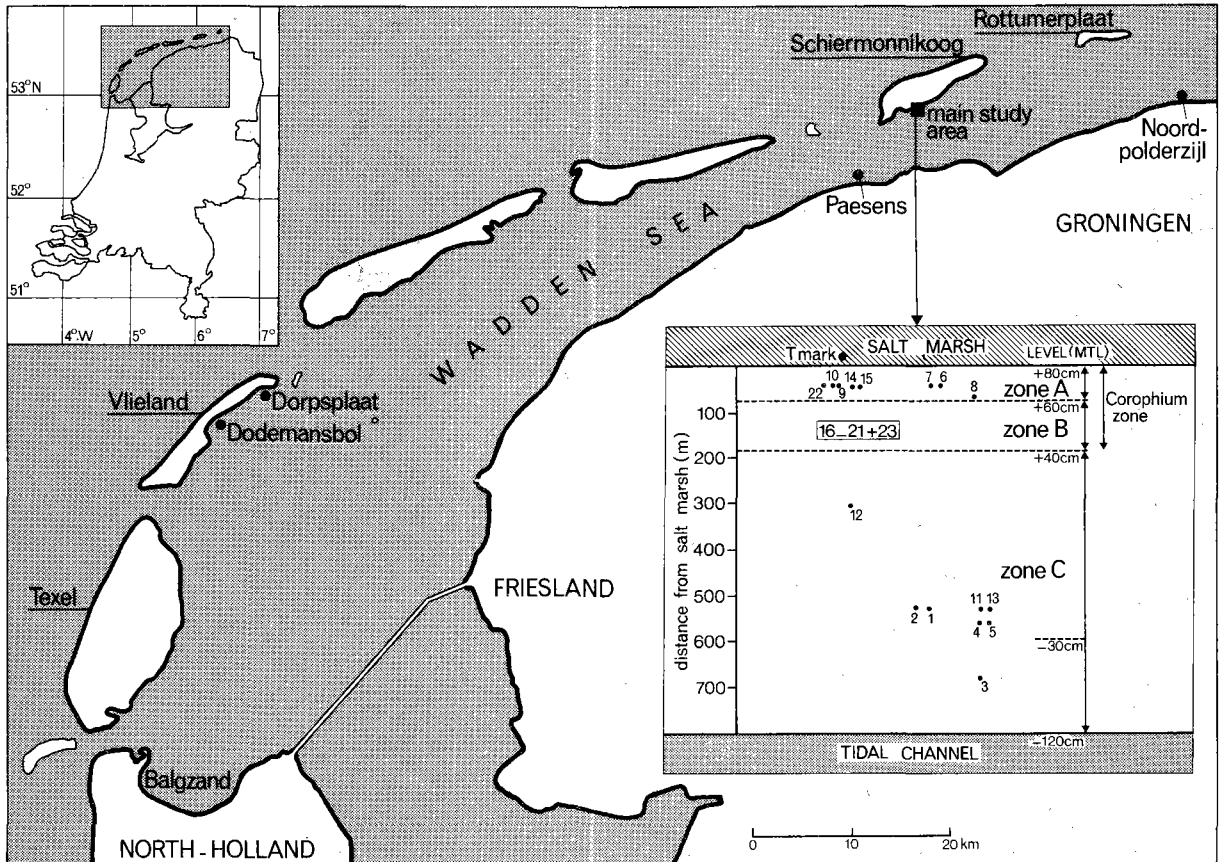 53°N
52°
51°
4°W
5°
6°
7°
Rottumerplaat
Schiermonnikoog
main study
area
Noord-
polderzijl
Paesens
GRONINGEN
WADDEN SEA
Vlieland
Dorpsplaat
Dodemansbol
Texel
FRIESLAND
Balgzand
NORTH-HOLLAND
SALT MARSH
T mark
LEVEL (MTL)
+80cm
10
14
15
7
6
22
9
8
zone A
+60cm
Corophium
zone
100
16–21+23
zone B
200
+40cm
300
12
400
zone C
500
11
13
2
1
4
5
600
–30cm
3
700
distance from salt marsh (m)
–120cm
TIDAL CHANNEL
0
10
20 km